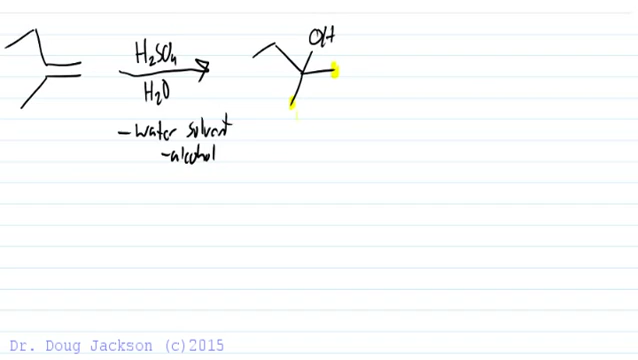 H₂SO₄
OH
H₂O
-water solvent
-alcohol
Dr. Doug Jackson (c)2015